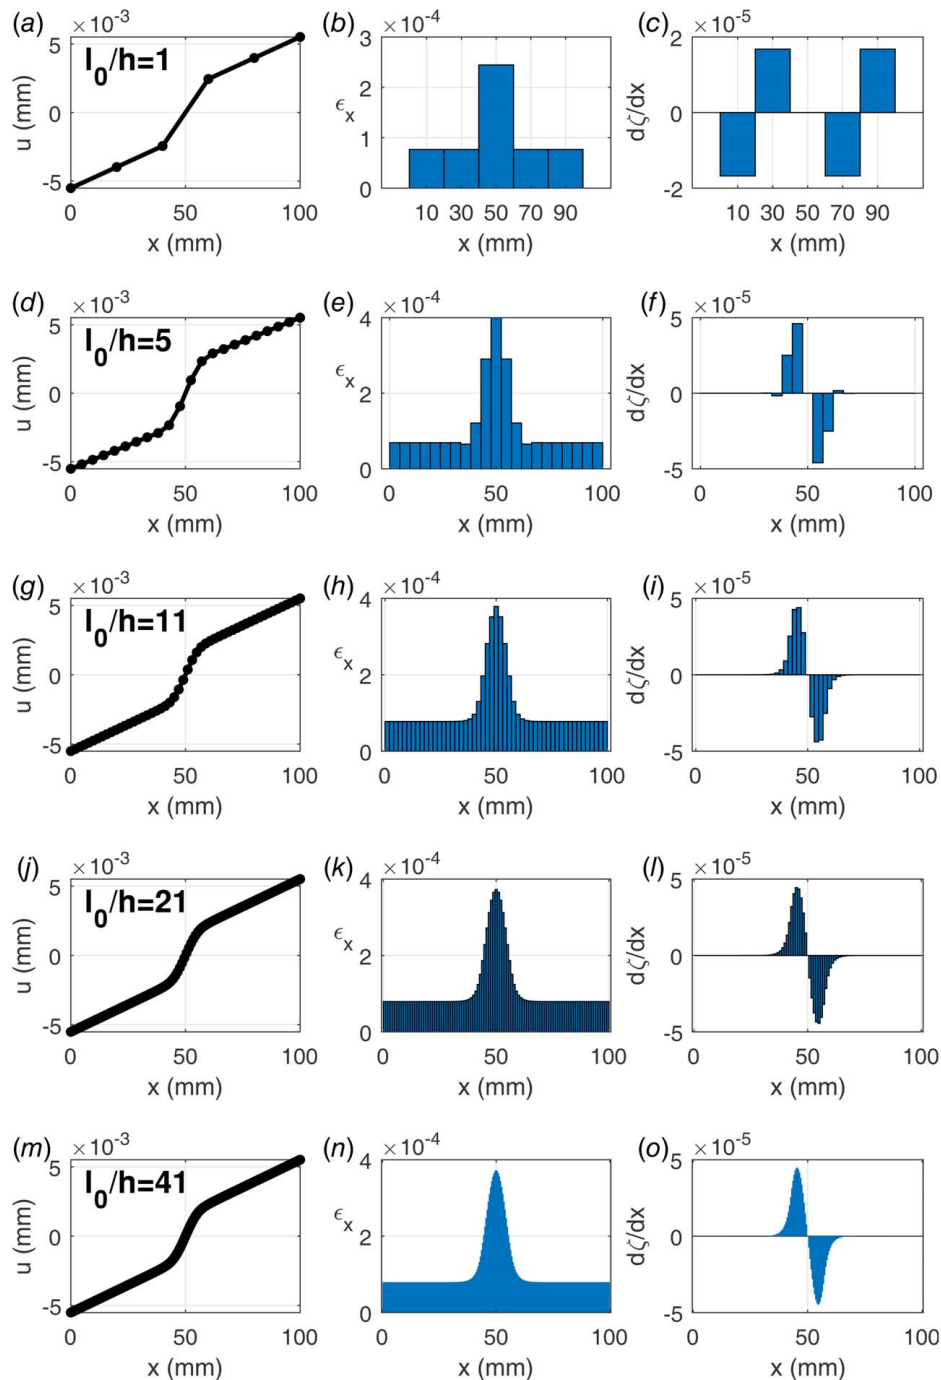 (a) ×10⁻³ (b) ×10⁻⁴ (c) ×10⁻⁵
l₀/h=1
5 4 2
u (mm) 0 ϵₓ 3 2 1 0 dζ/dx 0
-5 -2
0 50 100 10 30 50 70 90 10 30 50 70 90
x (mm) x (mm) x (mm)
(d) ×10⁻³ (e) ×10⁻⁴ (f) ×10⁻⁵
l₀/h=5
5 4 5
u (mm) 0 ϵₓ 2 dζ/dx 0
-5 0 -5
0 50 100 0 50 100 0 50 100
x (mm) x (mm) x (mm)
(g) ×10⁻³ (h) ×10⁻⁴ (i) ×10⁻⁵
l₀/h=11
5 4 5
u (mm) 0 ϵₓ 2 dζ/dx 0
-5 0 -5
0 50 100 0 50 100 0 50 100
x (mm) x (mm) x (mm)
(j) ×10⁻³ (k) ×10⁻⁴ (l) ×10⁻⁵
l₀/h=21
5 4 5
u (mm) 0 ϵₓ 2 dζ/dx 0
-5 0 -5
0 50 100 0 50 100 0 50 100
x (mm) x (mm) x (mm)
(m) ×10⁻³ (n) ×10⁻⁴ (o) ×10⁻⁵
l₀/h=41
5 4 5
u (mm) 0 ϵₓ 2 dζ/dx 0
-5 0 -5
0 50 100 0 50 100 0 50 100
x (mm) x (mm) x (mm)